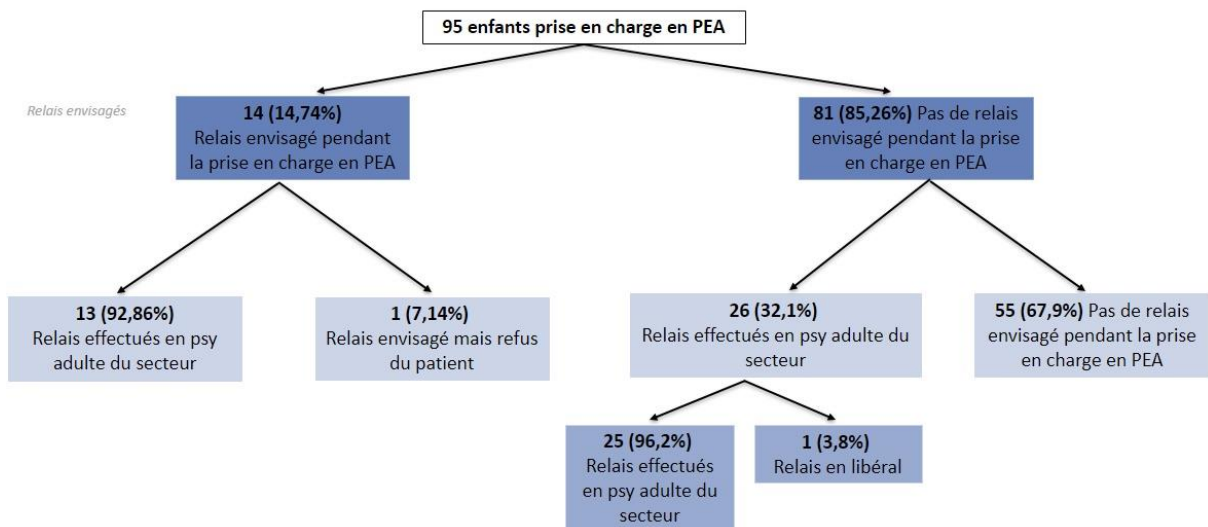 95 enfants prise en charge en PEA
Relais envisagés
14 (14,74%)
Relais envisagé pendant
la prise en charge en PEA
81 (85,26%) Pas de relais
envisagé pendant la prise
en charge en PEA
13 (92,86%)
Relais effectués en psy
adulte du secteur
1 (7,14%)
Relais envisagé mais refus
du patient
26 (32,1%)
Relais effectués en psy adulte du
secteur
55 (67,9%) Pas de relais
envisagé pendant la prise
en charge en PEA
25 (96,2%)
Relais effectués
en psy adulte du
secteur
1 (3,8%)
Relais en libéral